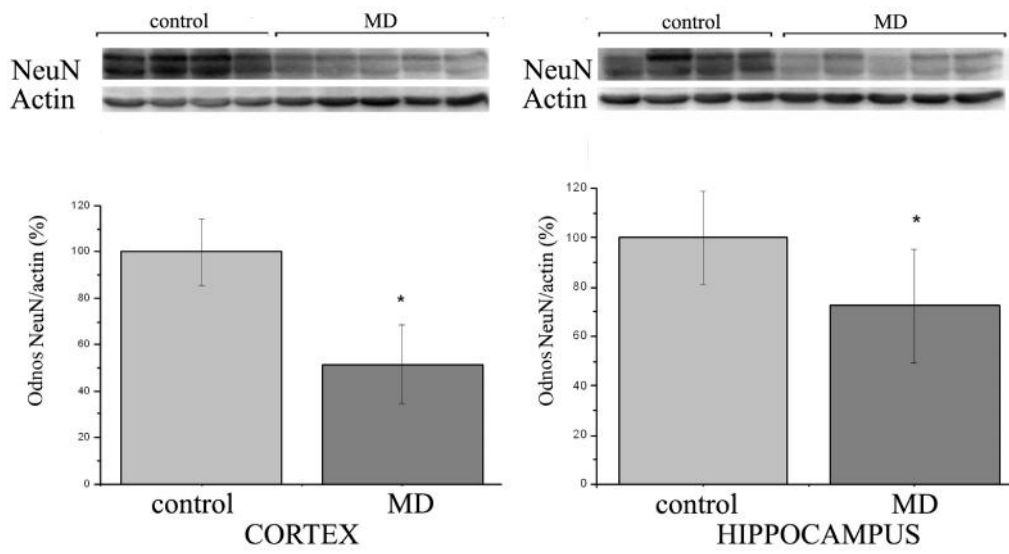 control MD
NeuN
Actin
control MD
NeuN
Actin
Odnos NeuN/actin (%)
120
100
80
60
40
20
0
*
control MD
CORTEX
Odnos NeuN/actin (%)
120
100
80
60
40
20
0
*
control MD
HIPPOCAMPUS